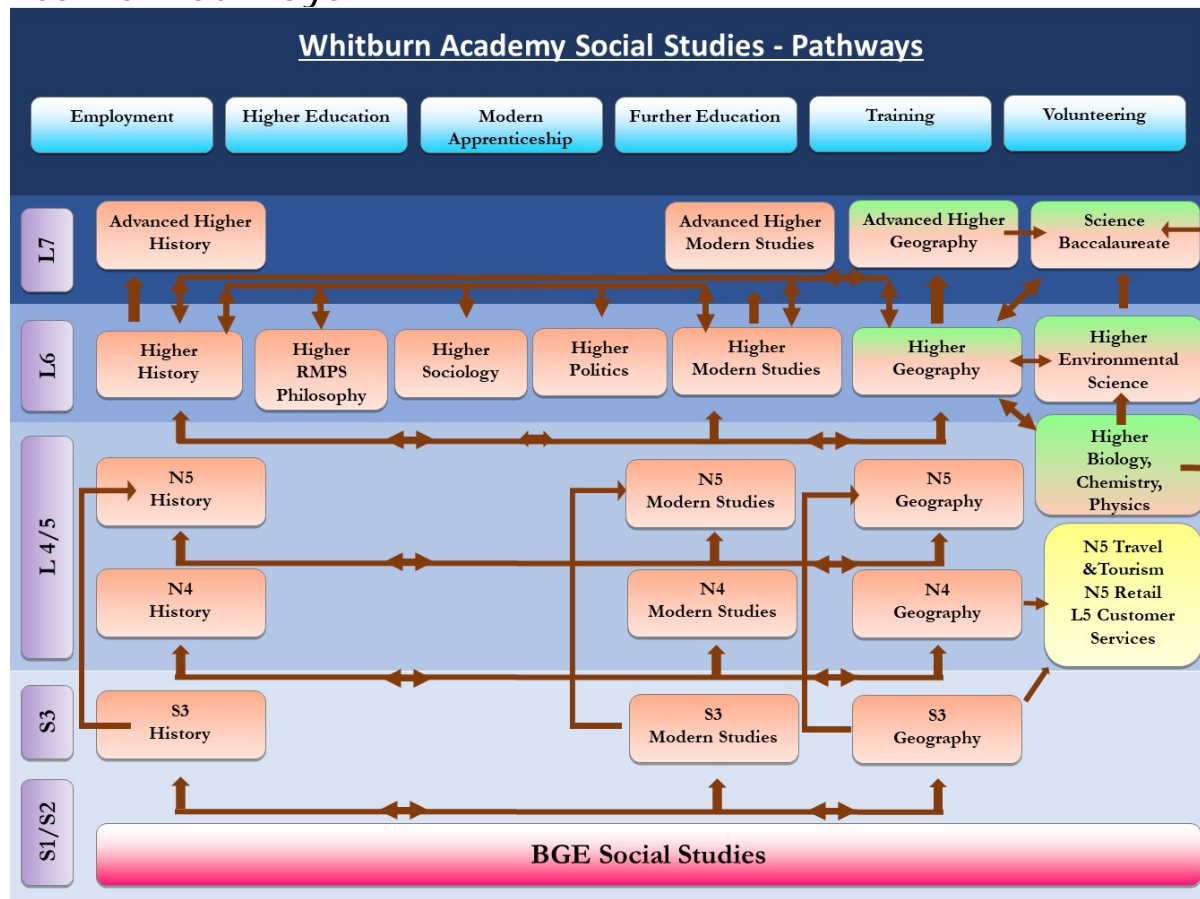 Whitburn Academy Social Studies - Pathways
Employment
Higher Education
Modern
Apprenticeship
Further Education
Training
Volunteering
L7
Advanced Higher
History
Advanced Higher
Modern Studies
Advanced Higher
Geography
Science
Baccalaureate
L6
Higher
History
Higher
RMPS
Philosophy
Higher
Sociology
Higher
Politics
Higher
Modern Studies
Higher
Geography
Higher
Environmental
Science
Higher
Biology,
Chemistry,
Physics
L 4/5
N5
History
N5
Modern Studies
N5
Geography
N4
History
N4
Modern Studies
N4
Geography
N5 Travel
&Tourism
N5 Retail
L5 Customer
Services
S3
S3
History
S3
Modern Studies
S3
Geography
S1/S2
BGE Social Studies